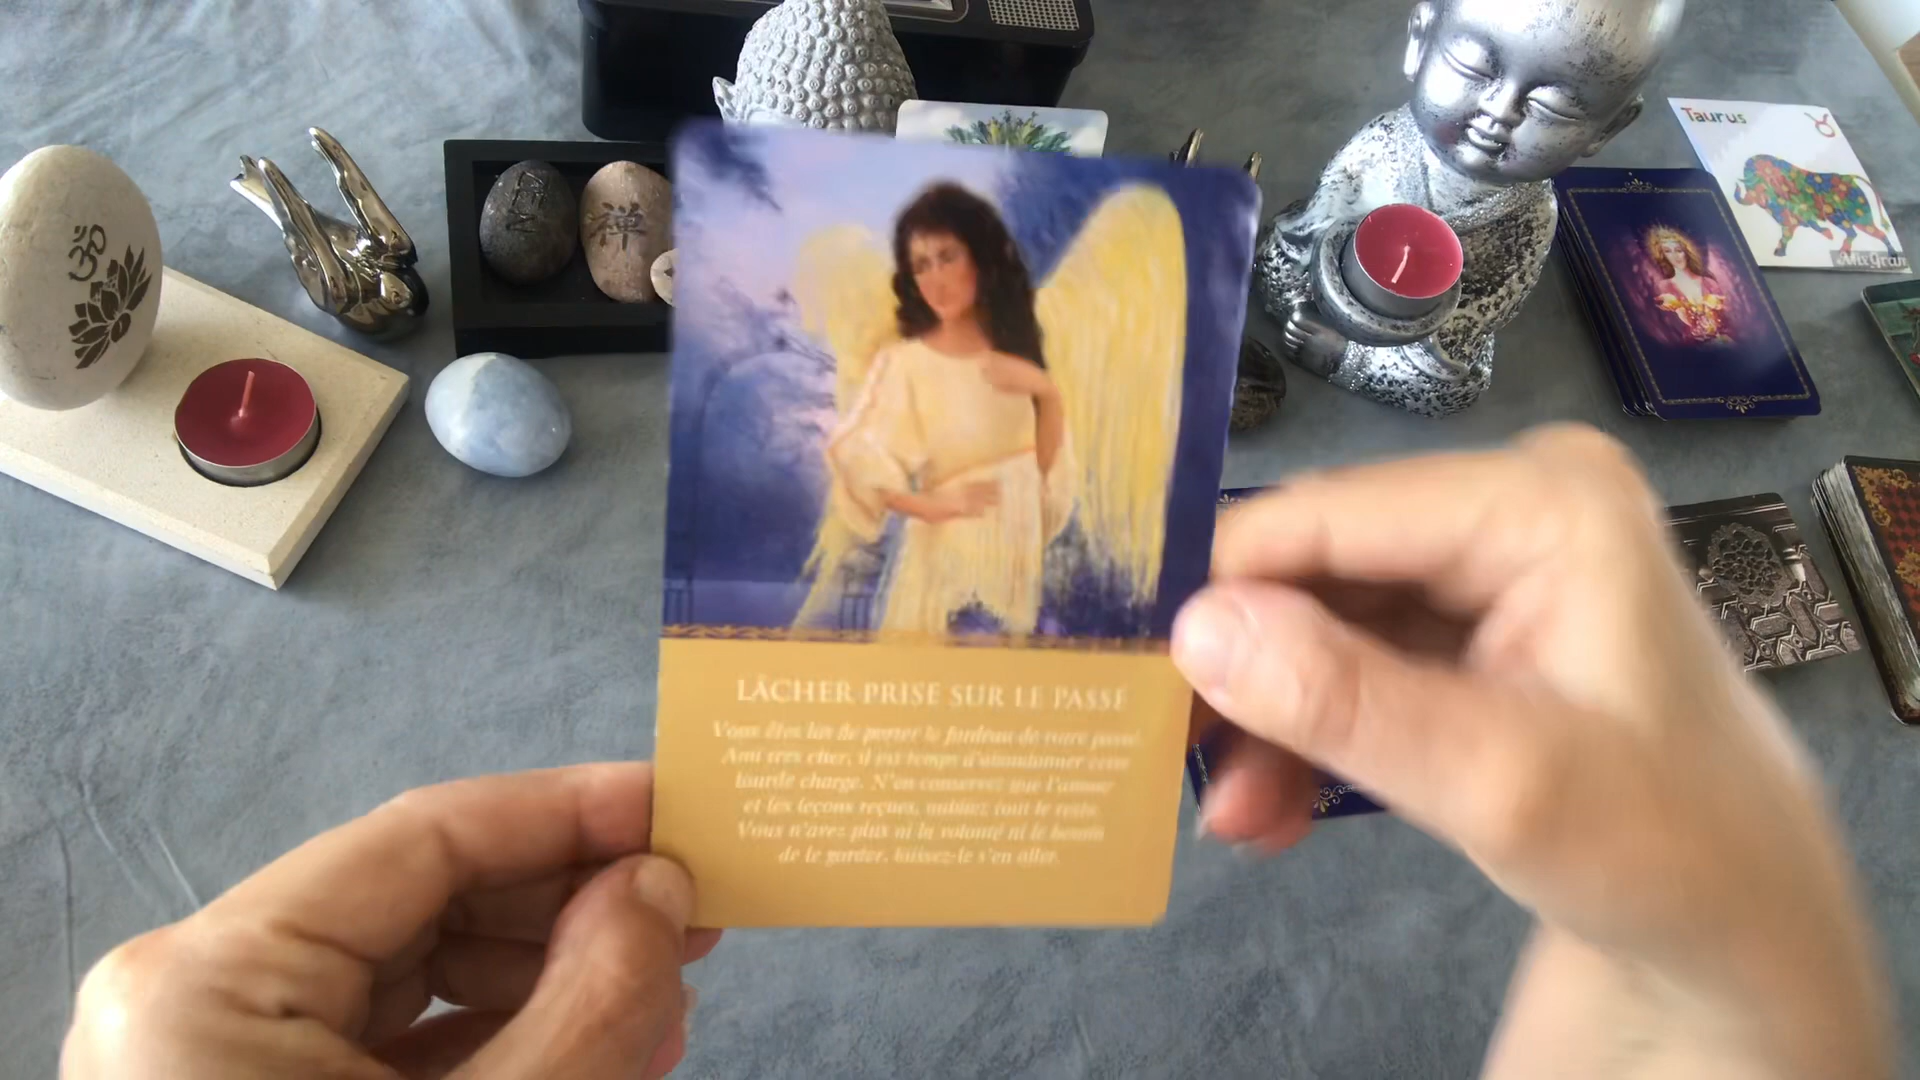 Taurus
ॐ
禅
LÂCHER PRISE SUR LE PASSÉ
Vous êtes las de porter le fardeau de votre passé.
Ami très cher, il est temps d'abandonner cette
lourde charge. N'en conservez que l'amour
et les leçons reçues, oubliez tout le reste.
Vous n'avez plus ni la volonté ni le besoin
de le garder, laissez-le s'en aller.